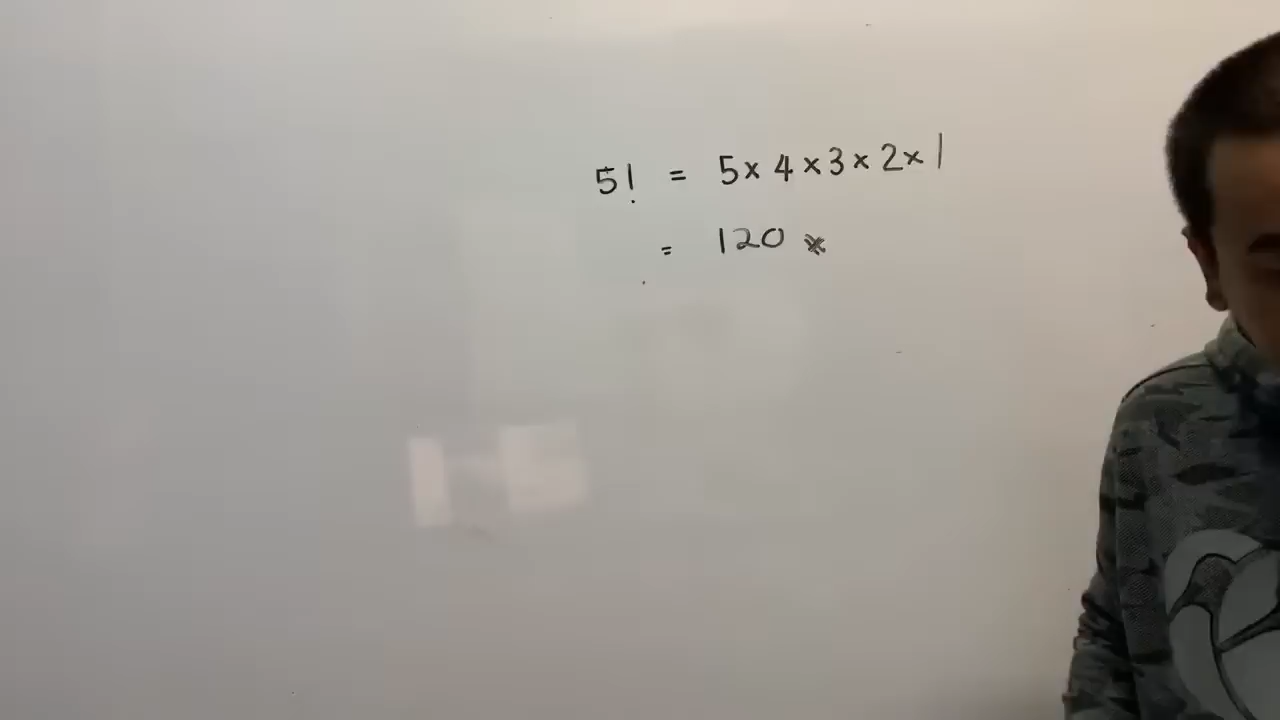 5! = 5 × 4 × 3 × 2 × 1
= 120 ※